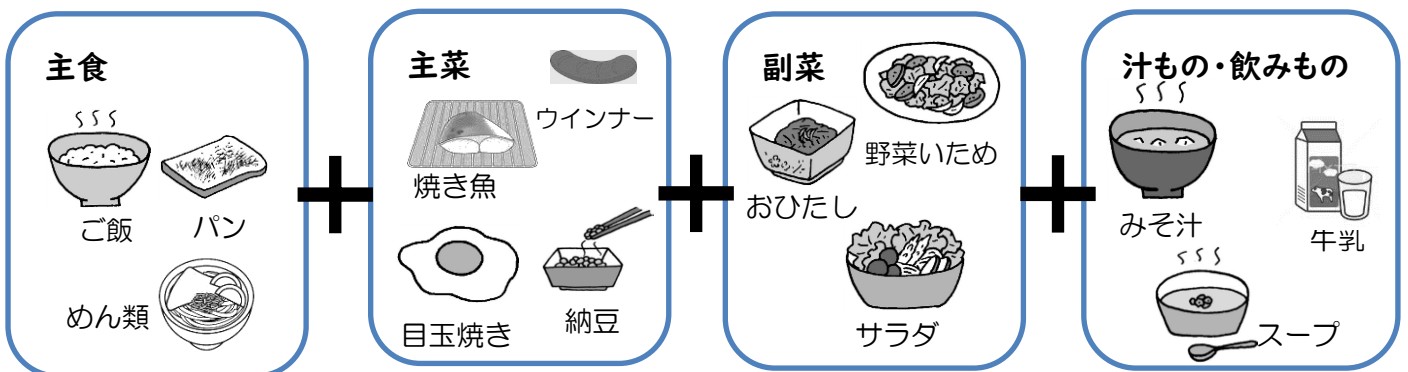 主食
ご飯
パン
めん類
主菜
ウインナー
焼き魚
目玉焼き
納豆
副菜
野菜いため
おひたし
サラダ
汁もの・飲みもの
みそ汁
牛乳
スープ